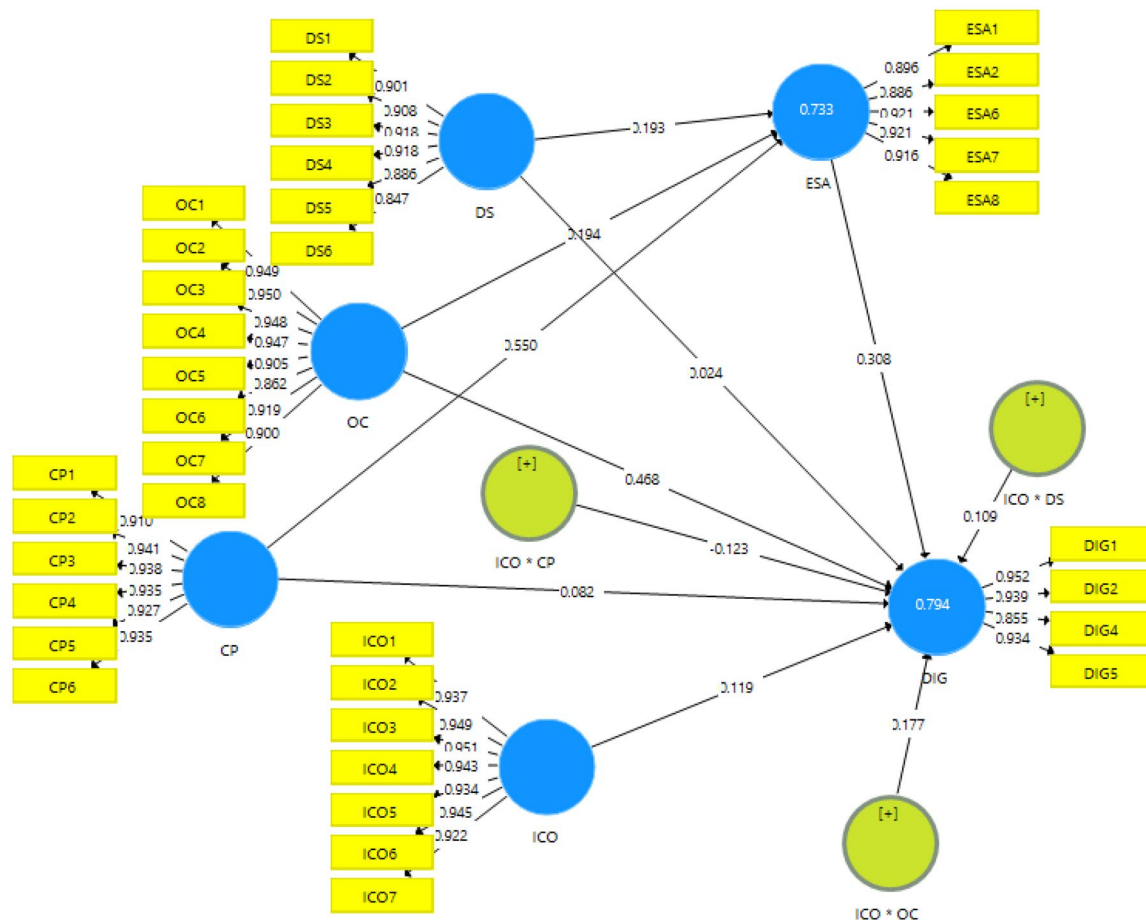 DS1
DS2
DS3
DS4
DS5
DS6
0.901
0.908
0.918
0.918
0.886
0.847
DS
0.193
0.733
ESA
0.896
0.886
0.921
0.921
0.916
ESA1
ESA2
ESA6
ESA7
ESA8
OC1
OC2
OC3
OC4
OC5
OC6
OC7
OC8
0.949
0.950
0.948
0.947
0.905
0.862
0.919
0.900
OC
0.194
0.550
0.024
0.308
0.468
[+]
ICO * CP
-0.123
[+]
ICO * DS
0.109
CP1
CP2
CP3
CP4
CP5
CP6
0.910
0.941
0.938
0.935
0.927
0.935
CP
0.082
0.794
DIG
0.952
0.939
0.855
0.934
DIG1
DIG2
DIG4
DIG5
ICO1
ICO2
ICO3
ICO4
ICO5
ICO6
ICO7
0.937
0.949
0.951
0.943
0.934
0.945
0.922
ICO
0.119
0.177
[+]
ICO * OC